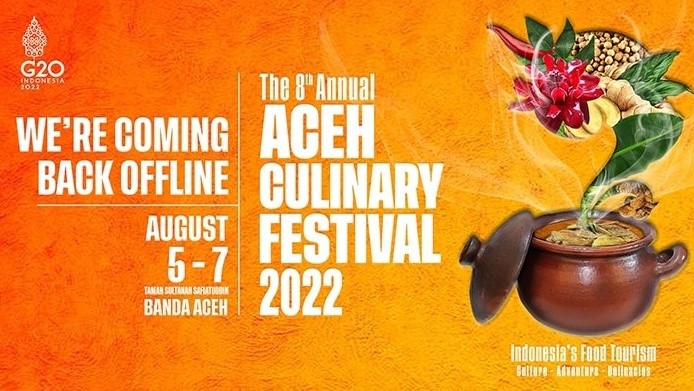 G20
INDONESIA
2022
WE'RE COMING
BACK OFFLINE
AUGUST
5 - 7
TAMAN SULTANAH SAFIATUDDIN
BANDA ACEH
The 8th Annual
ACEH
CULINARY
FESTIVAL
2022
Indonesia's Food Tourism
Culture - Adventure - Delicacies